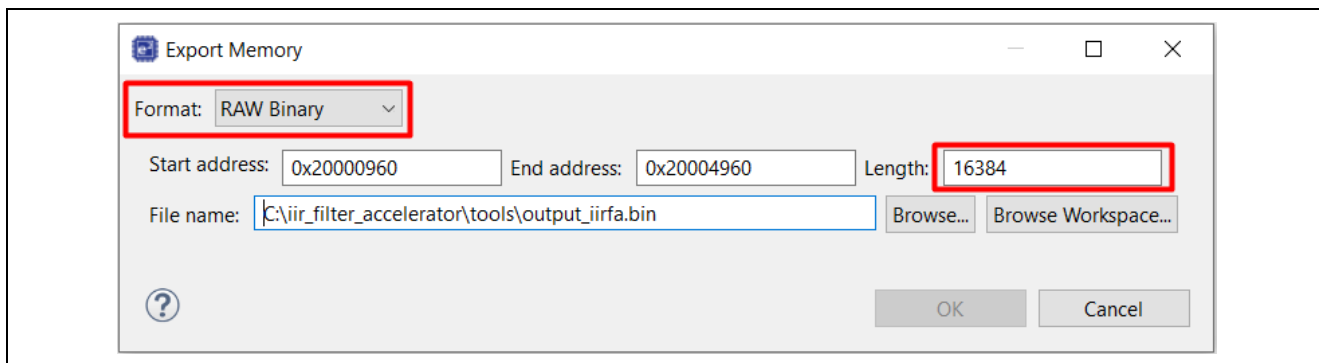 Export Memory
Format: RAW Binary
Start address: 0x20000960 End address: 0x20004960 Length: 16384
File name: C:\iir_filter_accelerator\tools\output_iirfa.bin Browse... Browse Workspace...
? OK Cancel